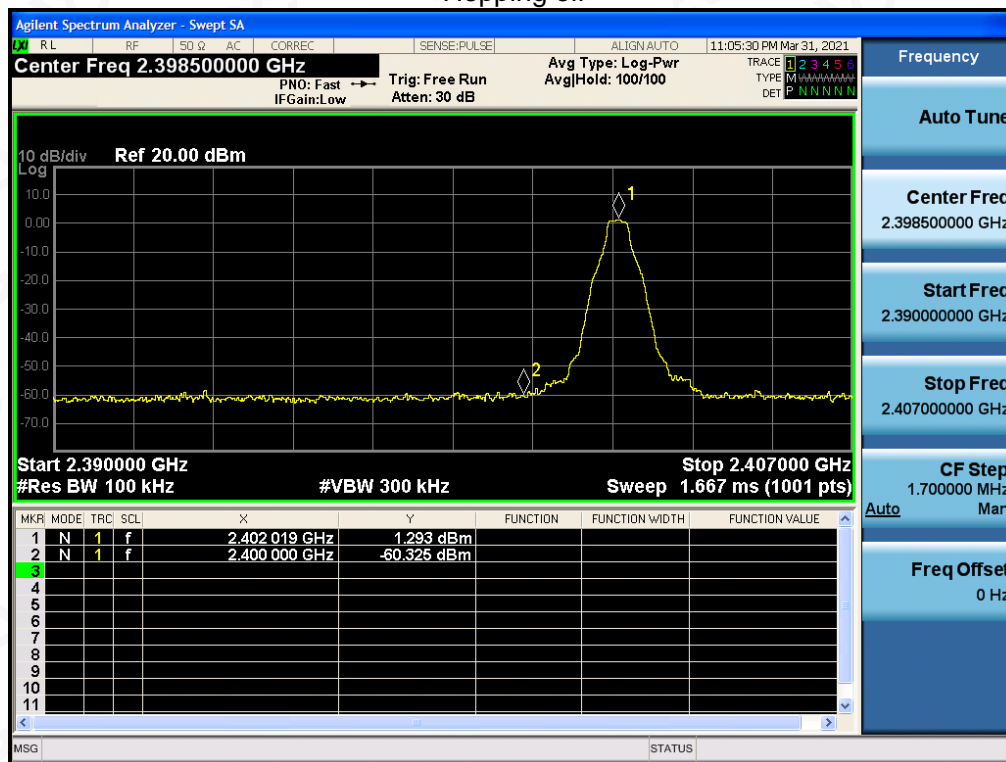 Hopping off
Agilent Spectrum Analyzer - Swept SA
LXI RL RF 50 Ω AC CORREC SENSE:PULSE ALIGN AUTO 11:05:30 PM Mar 31, 2021
Center Freq 2.398500000 GHz
PNO: Fast
IFGain:Low
Trig: Free Run
Atten: 30 dB
Avg Type: Log-Pwr
Avg|Hold: 100/100
TRACE 1 2 3 4 5 6
TYPE M
DET P N N N N N
10 dB/div
Log
Ref 20.00 dBm
10.0
0.00
-10.0
-20.0
-30.0
-40.0
-50.0
-60.0
-70.0
1
2
Start 2.390000 GHz Stop 2.407000 GHz
#Res BW 100 kHz #VBW 300 kHz Sweep 1.667 ms (1001 pts)
MKR MODE TRC SCL X Y FUNCTION FUNCTION WIDTH FUNCTION VALUE
1 N 1 f 2.402 019 GHz 1.293 dBm
2 N 1 f 2.400 000 GHz -60.325 dBm
3
4
5
6
7
8
9
10
11
MSG STATUS
Frequency
Auto Tune
Center Freq
2.398500000 GHz
Start Freq
2.390000000 GHz
Stop Freq
2.407000000 GHz
CF Step
1.700000 MHz
Auto Man
Freq Offset
0 Hz